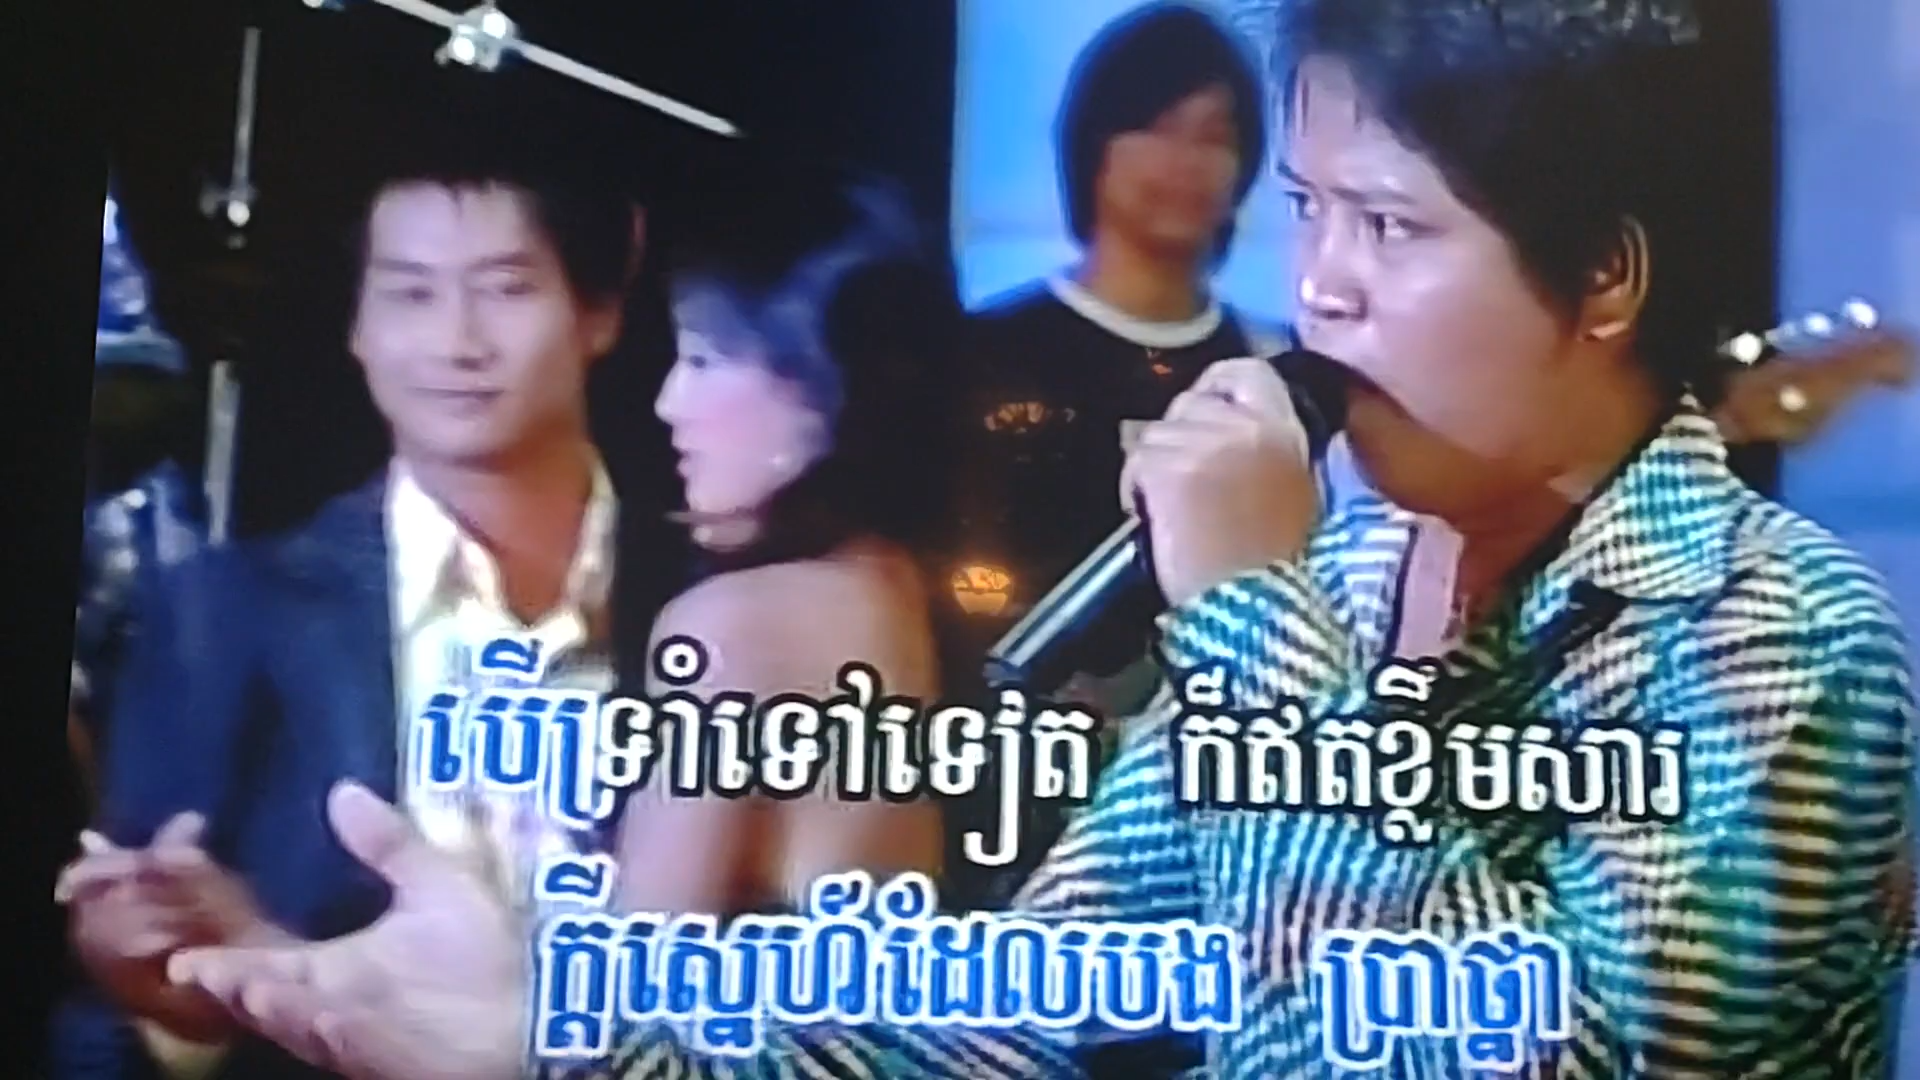 បើទ្រាំទៅទៀត ក៏ឥតខ្លឹមសារ
ក្ដីស្នេហ៍ដែលបង ប្រាថ្នា